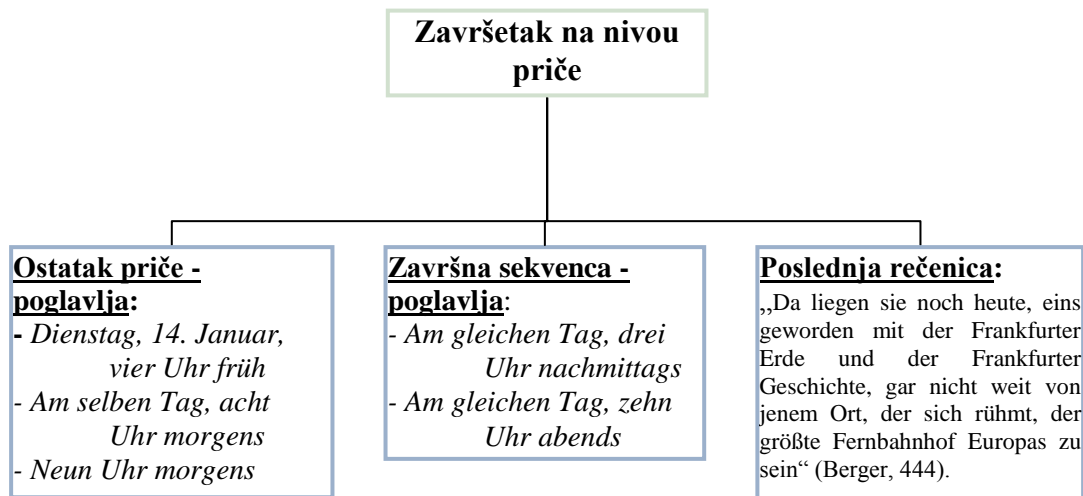 Završetak na nivou
priče
Ostatak priče -
poglavlja:
- Dienstag, 14. Januar,
vier Uhr früh
- Am selben Tag, acht
Uhr morgens
- Neun Uhr morgens
Završna sekvenca -
poglavlja:
- Am gleichen Tag, drei
Uhr nachmittags
- Am gleichen Tag, zehn
Uhr abends
Poslednja rečenica:
„Da liegen sie noch heute, eins
geworden mit der Frankfurter
Erde und der Frankfurter
Geschichte, gar nicht weit von
jenem Ort, der sich rühmt, der
größte Fernbahnhof Europas zu
sein“ (Berger, 444).